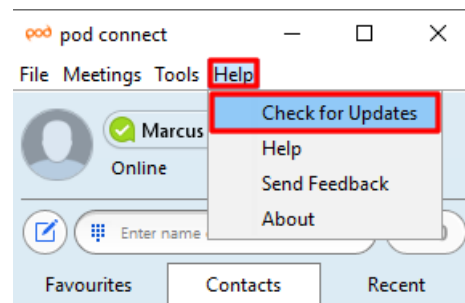 pod pod connect
File Meetings Tools Help
Check for Updates
Marcus
Help
Online
Send Feedback
About
Enter name
Favourites Contacts Recent